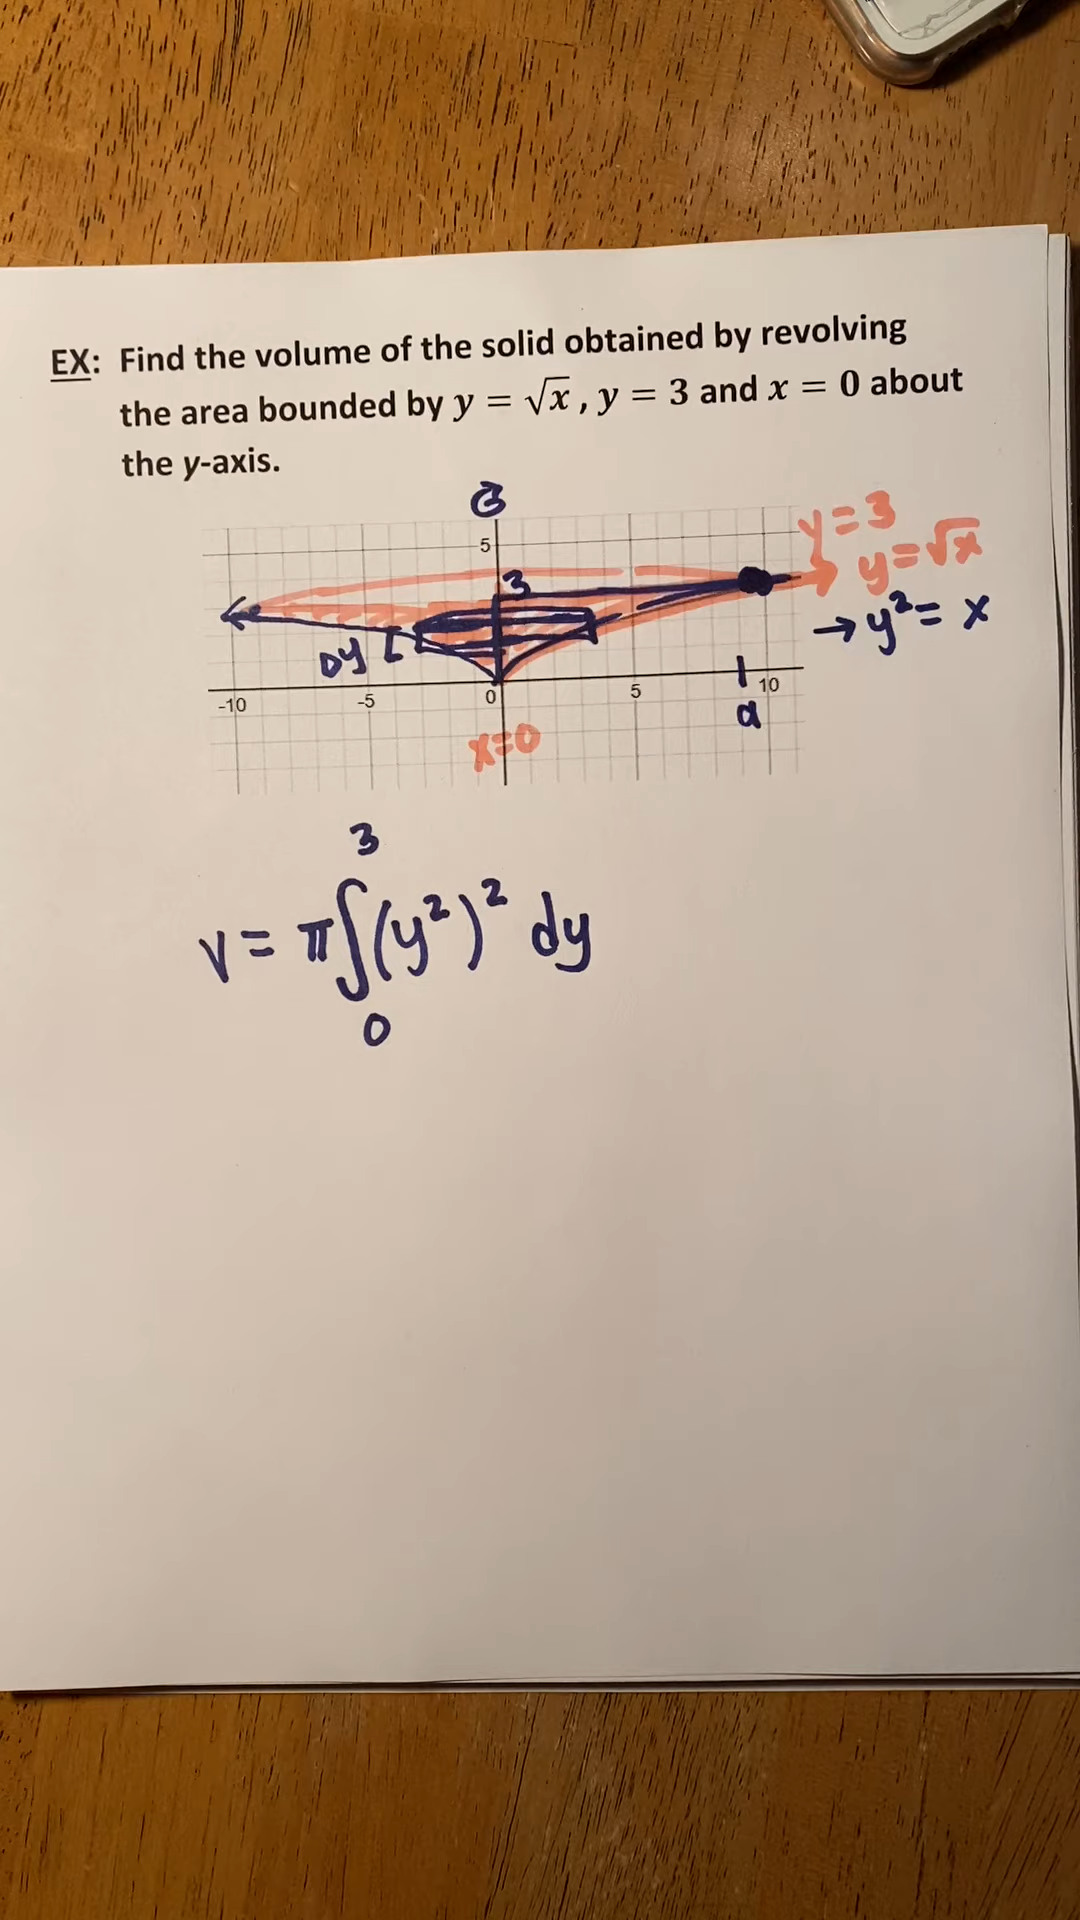 EX: Find the volume of the solid obtained by revolving
the area bounded by y = √x , y = 3 and x = 0 about
the y-axis.
5
3
y=3
y=√x
→ y²= x
Dy [
-10
-5
0
5
10
a
x=0
3
V = π∫(y²)² dy
0